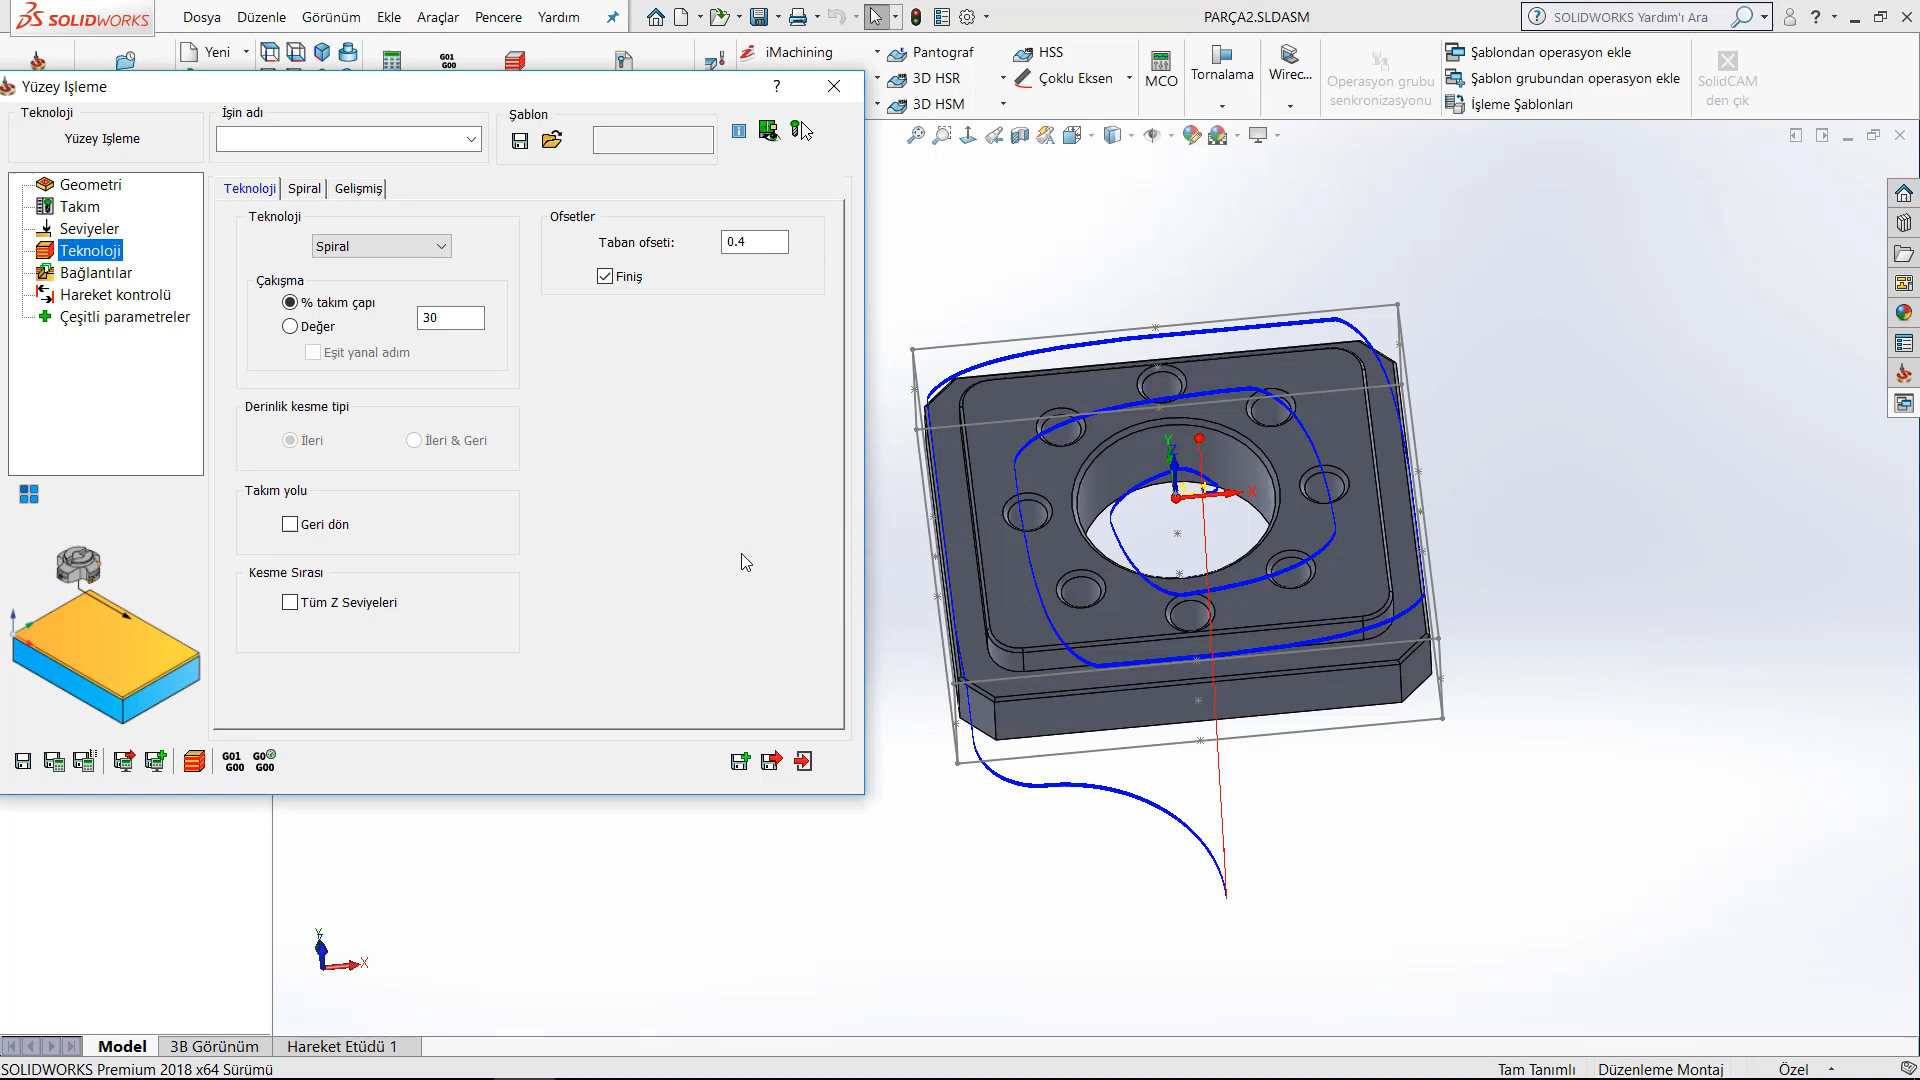 SOLIDWORKS
Dosya Düzenle Görünüm Ekle Araçlar Pencere Yardım
PARÇA2.SLDASM
SOLIDWORKS Yardım'ı Ara
Yeni
G01
G00
iMachining
Pantograf
HSS
3D HSR
Çoklu Eksen
3D HSM
MCO
Tornalama
Wirec...
Operasyon grubu
senkronizasyonu
Şablondan operasyon ekle
Şablon grubundan operasyon ekle
İşleme Şablonları
SolidCAM
den çık
Yüzey İşleme
?
Teknoloji
Yüzey İşleme
İşin adı
Şablon
Geometri
Takım
Seviyeler
Teknoloji
Bağlantılar
Hareket kontrolü
Çeşitli parametreler
Teknoloji Spiral Gelişmiş
Teknoloji
Spiral
Çakışma
% takım çapı
Değer
30
Eşit yanal adım
Derinlik kesme tipi
İleri
İleri & Geri
Takım yolu
Geri dön
Kesme Sırası
Tüm Z Seviyeleri
Ofsetler
Taban ofseti:
0.4
Finiş
G01
G00
G0
G00
Y
Z
X
Y
Z
X
Model
3B Görünüm
Hareket Etüdü 1
SOLIDWORKS Premium 2018 x64 Sürümü
Tam Tanımlı
Düzenleme Montaj
Özel